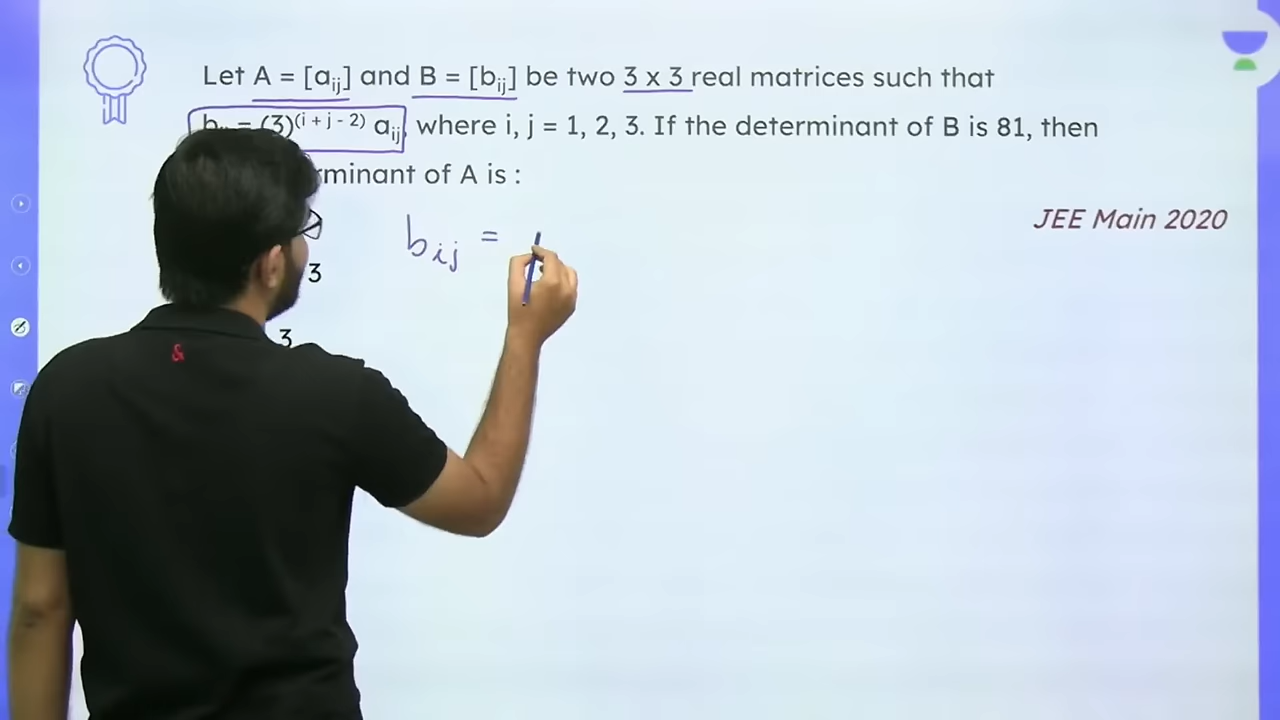 Let A = [aij] and B = [bij] be two 3 x 3 real matrices such that
= (3)(i + j - 2) aij, where i, j = 1, 2, 3. If the determinant of B is 81, then
of A is :
JEE Main 2020
bij =
3
3
&